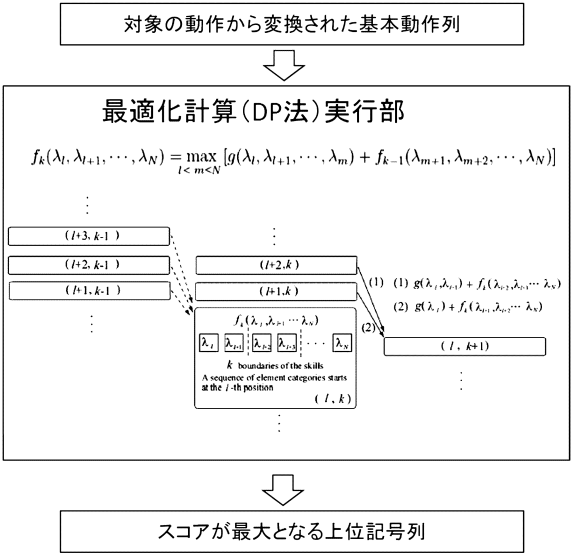 対象の動作から変換された基本動作列
最適化計算(DP法)実行部
f_k(λ_l, λ_{l+1}, ⋯, λ_N) = max_{l<m<N} [g(λ_l, λ_{l+1}, ⋯, λ_m) + f_{k-1}(λ_{m+1}, λ_{m+2}, ⋯, λ_N)]
(l+3, k-1)
(l+2, k-1)
(l+1, k-1)
(l+2, k)
(l+1, k)
f_k(λ_l, λ_{l+1} ⋯ λ_N)
λ_l λ_{l+1} λ_{l+2} λ_{l+3} ⋯ λ_N
k boundaries of the skills
A sequence of element categories starts
at the l-th position
(l, k)
(1)
(2)
(1) g(λ_l, λ_{l+1}) + f_k(λ_{l+2}, λ_{l+3} ⋯ λ_N)
(2) g(λ_l) + f_k(λ_{l+1}, λ_{l+2} ⋯ λ_N)
(l, k+1)
スコアが最大となる上位記号列